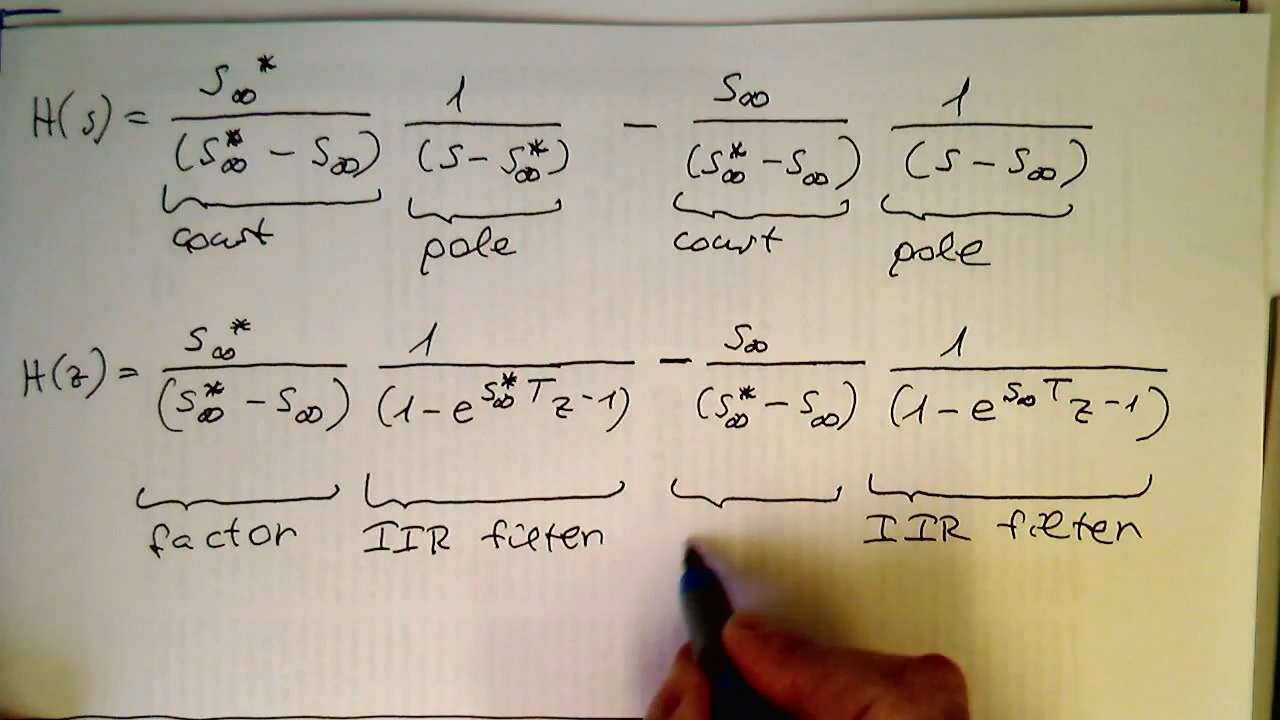 H(s) = S∞* / (S∞* - S∞) 1 / (S - S∞*) - S∞ / (S∞* - S∞) 1 / (S - S∞)
const pole const pole
H(z) = S∞* / (S∞* - S∞) 1 / (1 - e^S∞*T z^-1) - S∞ / (S∞* - S∞) 1 / (1 - e^S∞T z^-1)
factor IIR filter IIR filter